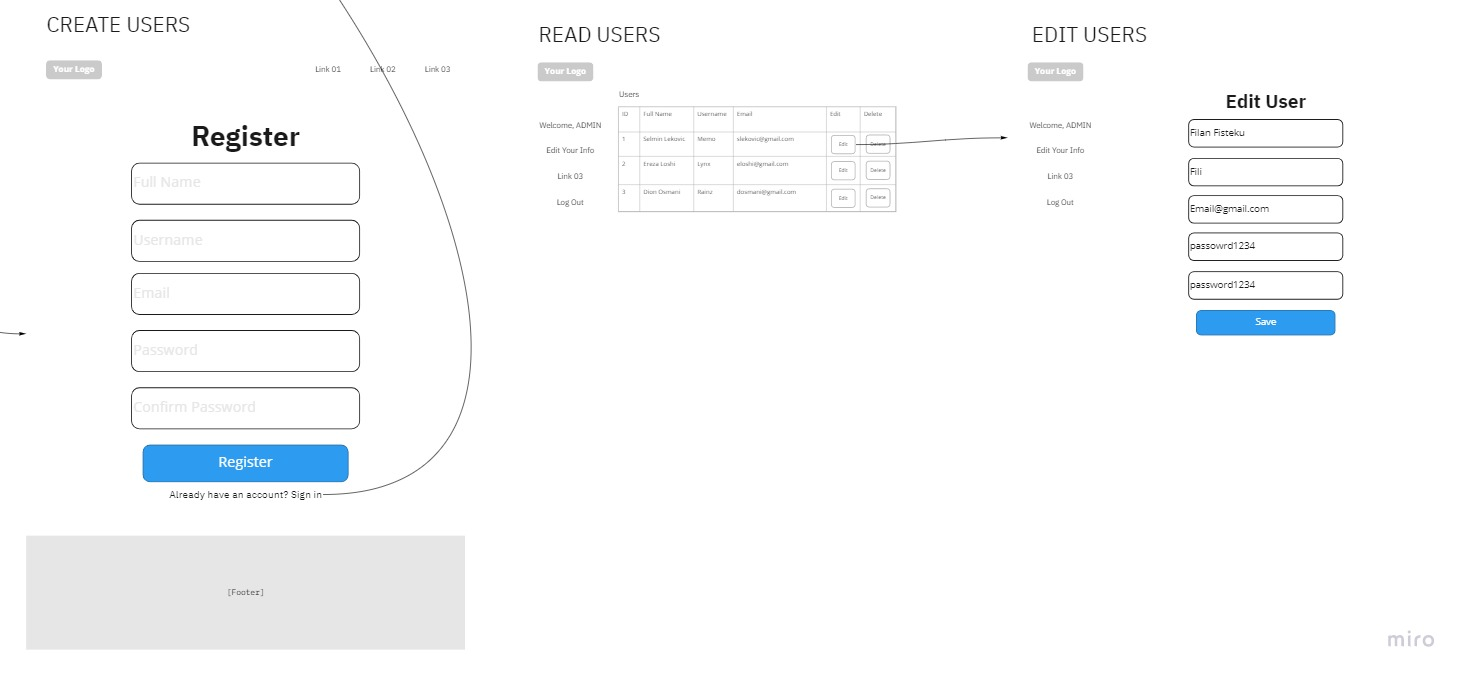 CREATE USERS
Your Logo
Link 01 Link 02 Link 03
Register
Full Name
Username
Email
Password
Confirm Password
Register
Already have an account? Sign in
[Footer]
READ USERS
Your Logo
Welcome, ADMIN
Edit Your Info
Link 03
Log Out
Users
ID Full Name Username Email Edit Delete
1 Selmin Lekovic Memo slekovic@gmail.com Edit Delete
2 Ereza Loshi Lynx eloshi@gmail.com Edit Delete
3 Dion Osmani Rainz dosmani@gmail.com Edit Delete
EDIT USERS
Your Logo
Welcome, ADMIN
Edit Your Info
Link 03
Log Out
Edit User
Filan Fisteku
Fili
Email@gmail.com
passowrd1234
password1234
Save
miro